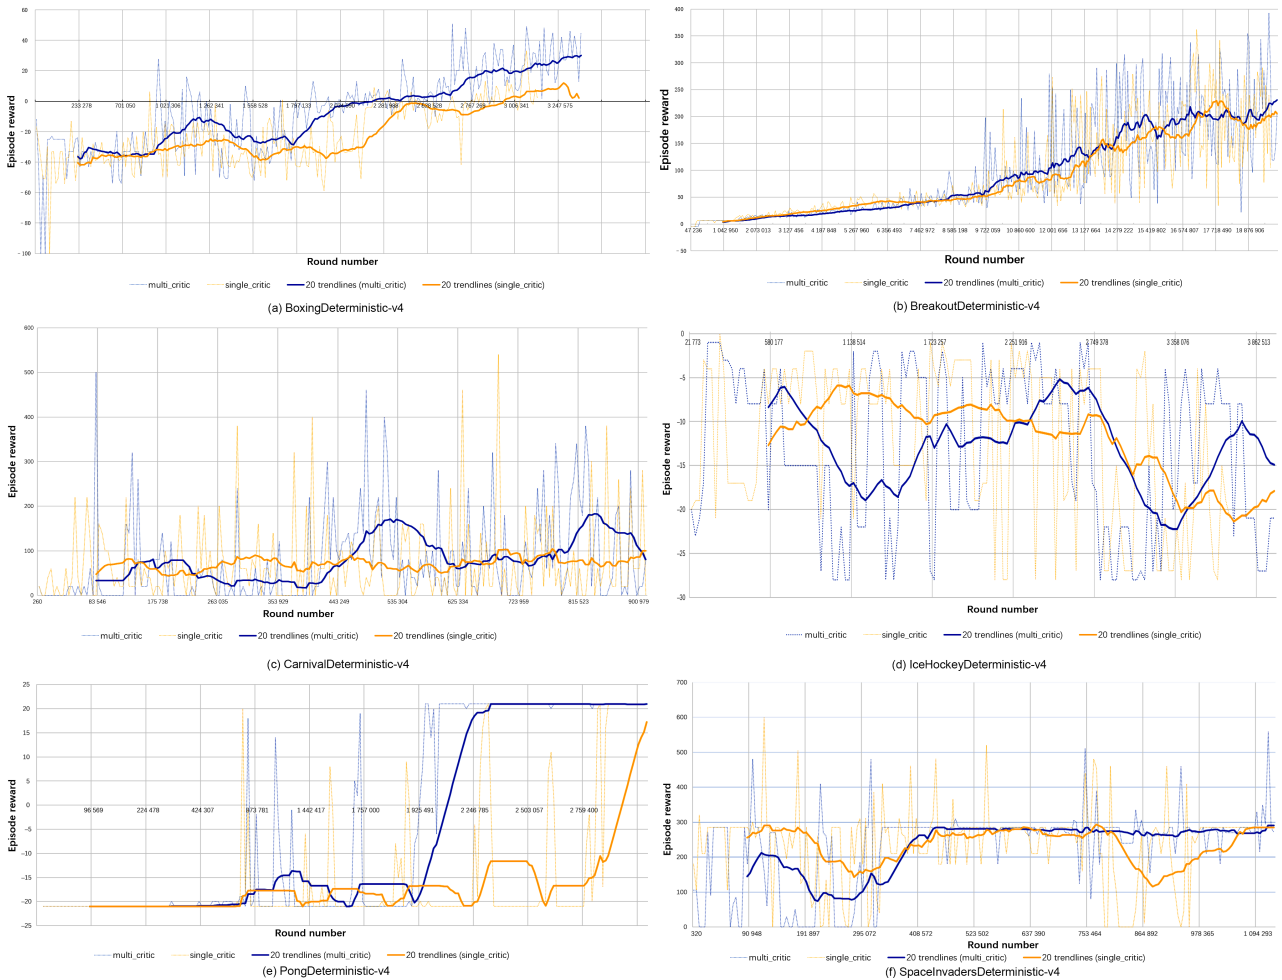 60
40
20
0
-20
-40
-60
-80
-100
Episode reward
233 278
701 050
1 262 341
1 558 528
1 797 133
2 281 988
2 767 269
3 006 341
3 247 575
Round number
multi_critic
single_critic
20 trendlines (multi_critic)
20 trendlines (single_critic)
(a) BoxingDeterministic-v4
400
350
300
250
200
150
100
50
0
- 50
Episode reward
47 236
1 042 950
2 073 013
3 127 456
4 187 848
5 267 960
6 356 493
7 462 972
8 585 198
9 722 059
10 860 600
12 001 656
13 127 664
14 279 222
15 419 802
16 574 807
17 718 490
18 876 906
Round number
multi_critic
single_critic
20 trendlines (multi_critic)
20 trendlines (single_critic)
(b) BreakoutDeterministic-v4
600
500
400
300
200
100
0
Episode reward
260
83 546
175 738
263 035
353 929
443 249
535 304
625 334
723 959
815 523
900 979
Round number
multi_critic
single_critic
20 trendlines (multi_critic)
20 trendlines (single_critic)
(c) CarnivalDeterministic-v4
0
-5
-10
-15
-20
-25
-30
Episode reward
21 773
580 177
1 138 514
1 723 257
2 251 916
2 749 378
3 358 076
3 862 513
Round number
multi_critic
single_critic
20 trendlines (multi_critic)
20 trendlines (single_critic)
(d) IceHockeyDeterministic-v4
25
20
15
10
5
0
-5
-10
-15
-20
-25
Episode reward
96 569
224 478
424 307
873 781
1 442 417
1 757 000
1 925 491
2 246 785
2 503 057
2 759 400
Round number
multi_critic
single_critic
20 trendlines (multi_critic)
20 trendlines (single_critic)
(e) PongDeterministic-v4
700
600
500
400
300
200
100
0
Episode reward
320
90 948
191 897
295 072
408 572
523 502
637 390
753 464
864 892
978 365
1 094 293
Round number
multi_critic
single_critic
20 trendlines (multi_critic)
20 trendlines (single_critic)
(f) SpaceInvadersDeterministic-v4